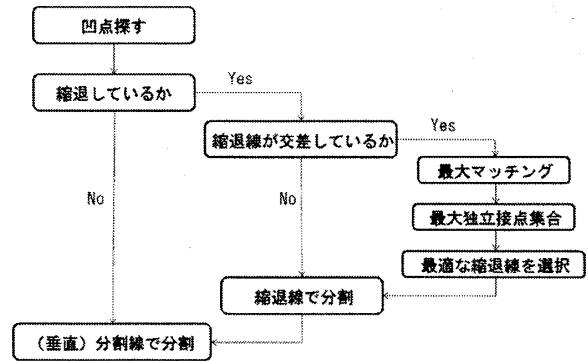 凹点探す
縮退しているか
Yes
縮退線が交差しているか
Yes
最大マッチング
No
No
最大独立接点集合
最適な縮退線を選択
縮退線で分割
(垂直)分割線で分割